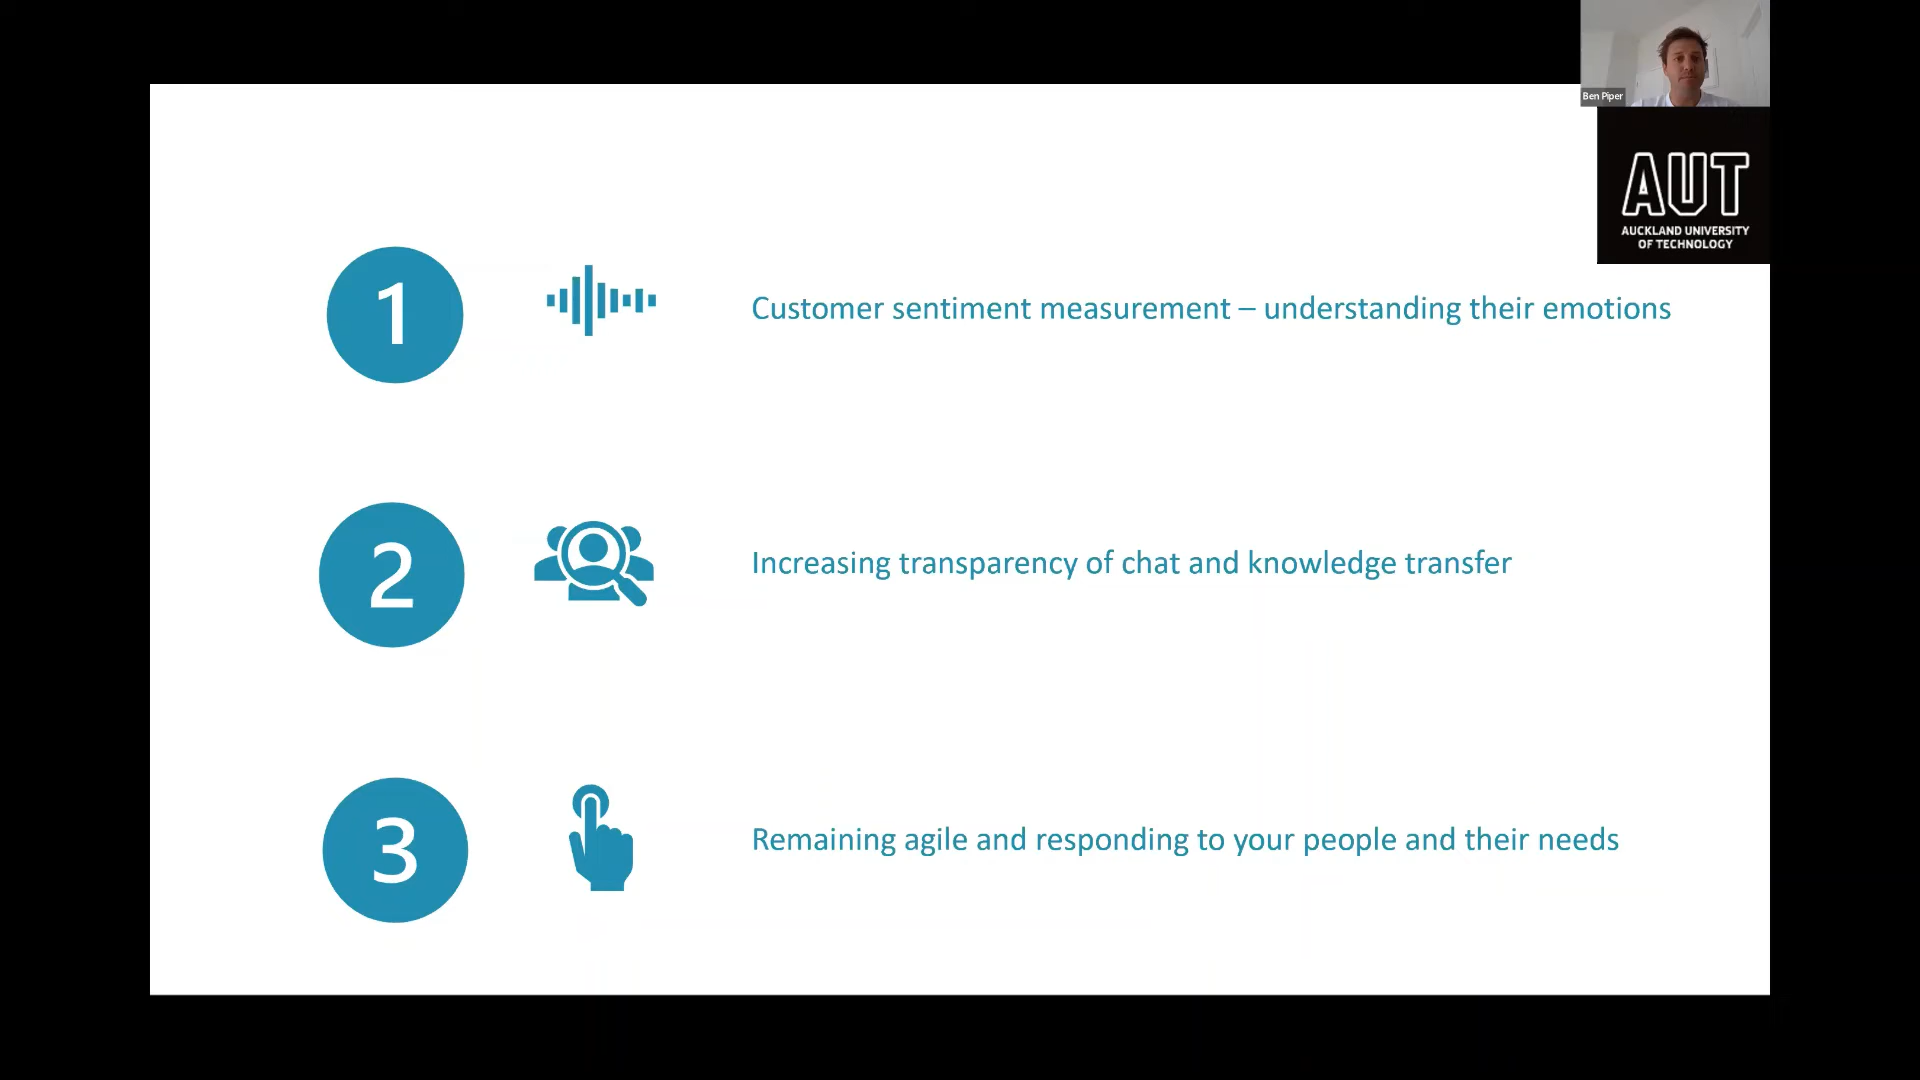 Ben Piper
AUT
AUCKLAND UNIVERSITY
OF TECHNOLOGY
1
Customer sentiment measurement – understanding their emotions
2
Increasing transparency of chat and knowledge transfer
3
Remaining agile and responding to your people and their needs